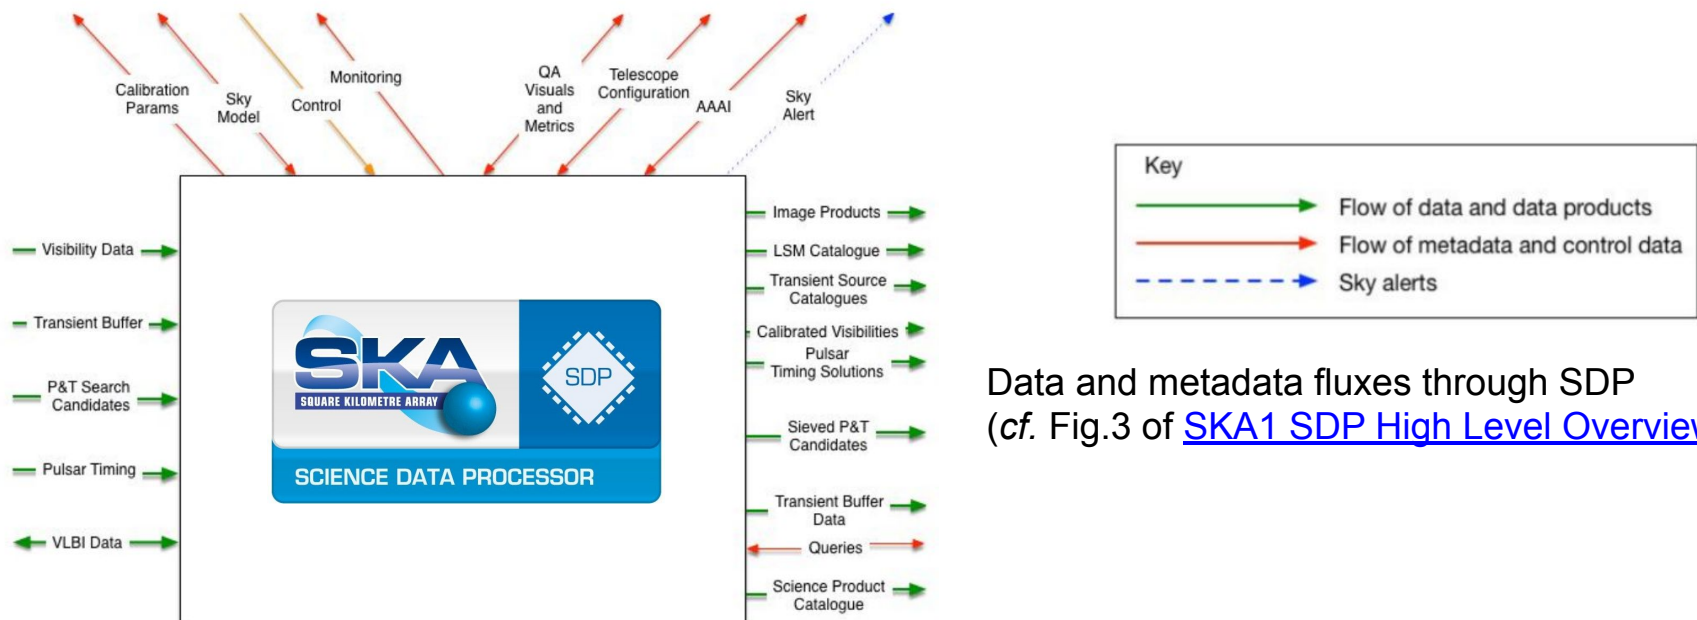 Calibration
Params
Sky
Model
Control
Monitoring
QA
Visuals
and
Metrics
Telescope
Configuration
AAAI
Sky
Alert
Visibility Data
Transient Buffer
P&T Search
Candidates
Pulsar Timing
VLBI Data
SKA
SQUARE KILOMETRE ARRAY
SDP
SCIENCE DATA PROCESSOR
Image Products
LSM Catalogue
Transient Source
Catalogues
Calibrated Visibilities
Pulsar
Timing Solutions
Sieved P&T
Candidates
Transient Buffer
Data
Queries
Science Product
Catalogue
Key
Flow of data and data products
Flow of metadata and control data
Sky alerts
Data and metadata fluxes through SDP
(cf. Fig.3 of SKA1 SDP High Level Overview